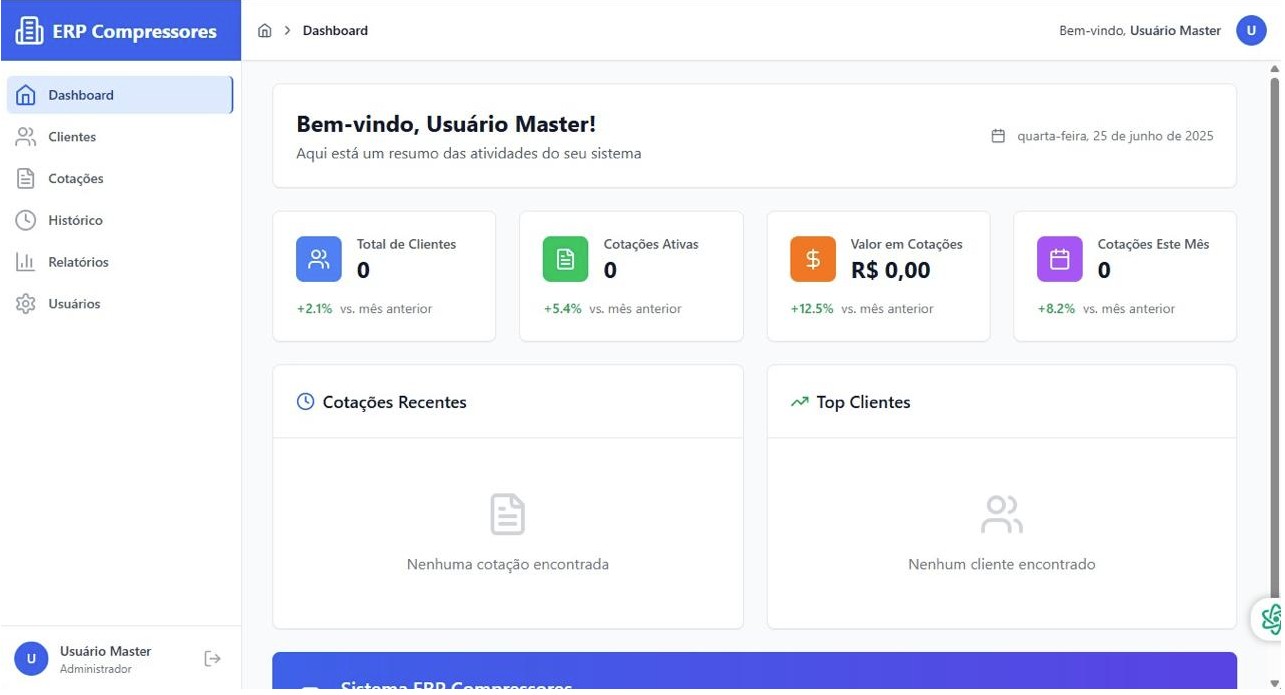 ERP Compressores
Dashboard
Bem-vindo, Usuário Master
U
Dashboard
Clientes
Cotações
Histórico
Relatórios
Usuários
Bem-vindo, Usuário Master!
Aqui está um resumo das atividades do seu sistema
quarta-feira, 25 de junho de 2025
Total de Clientes
0
+2.1% vs. mês anterior
Cotações Ativas
0
+5.4% vs. mês anterior
Valor em Cotações
R$ 0,00
+12.5% vs. mês anterior
Cotações Este Mês
0
+8.2% vs. mês anterior
Cotações Recentes
Nenhuma cotação encontrada
Top Clientes
Nenhum cliente encontrado
Sistema ERP Compressores
U
Usuário Master
Administrador